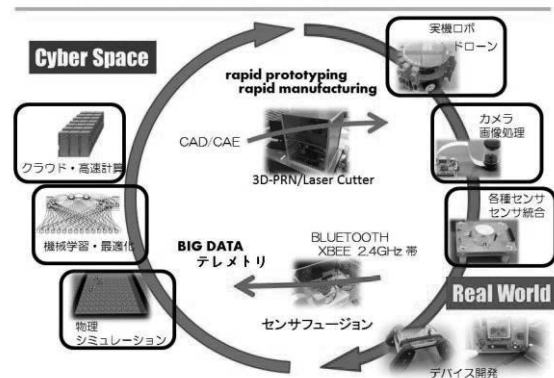 Cyber Space
実機ロボ
ドローン
rapid prototyping
rapid manufacturing
カメラ
画像処理
CAD/CAE
クラウド・高速計算
3D-PRN/Laser Cutter
各種センサ
センサ統合
機械学習・最適化
BIG DATA
テレメトリ
BLUETOOTH
XBEE 2.4GHz 帯
Real World
センサフュージョン
物理
シミュレーション
デバイス開発